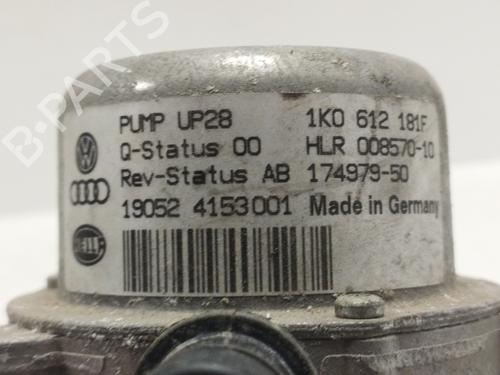 B-PARTS
PUMP UP28 1K0 612 181F
Q-Status 00 HLR 008570-10
Rev-Status AB 174979-50
19052 4153001 Made in Germany
HELLA